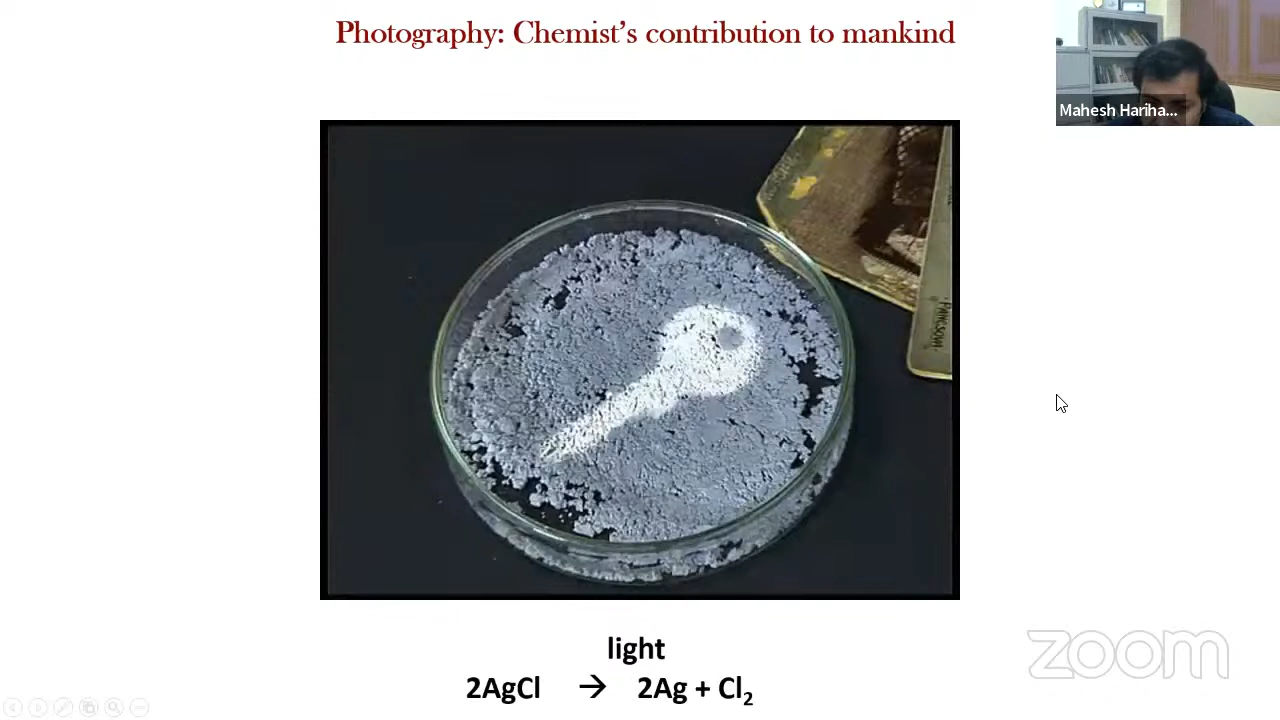 Photography: Chemist's contribution to mankind
Mahesh Hariha...
light
2AgCl → 2Ag + Cl₂
zoom